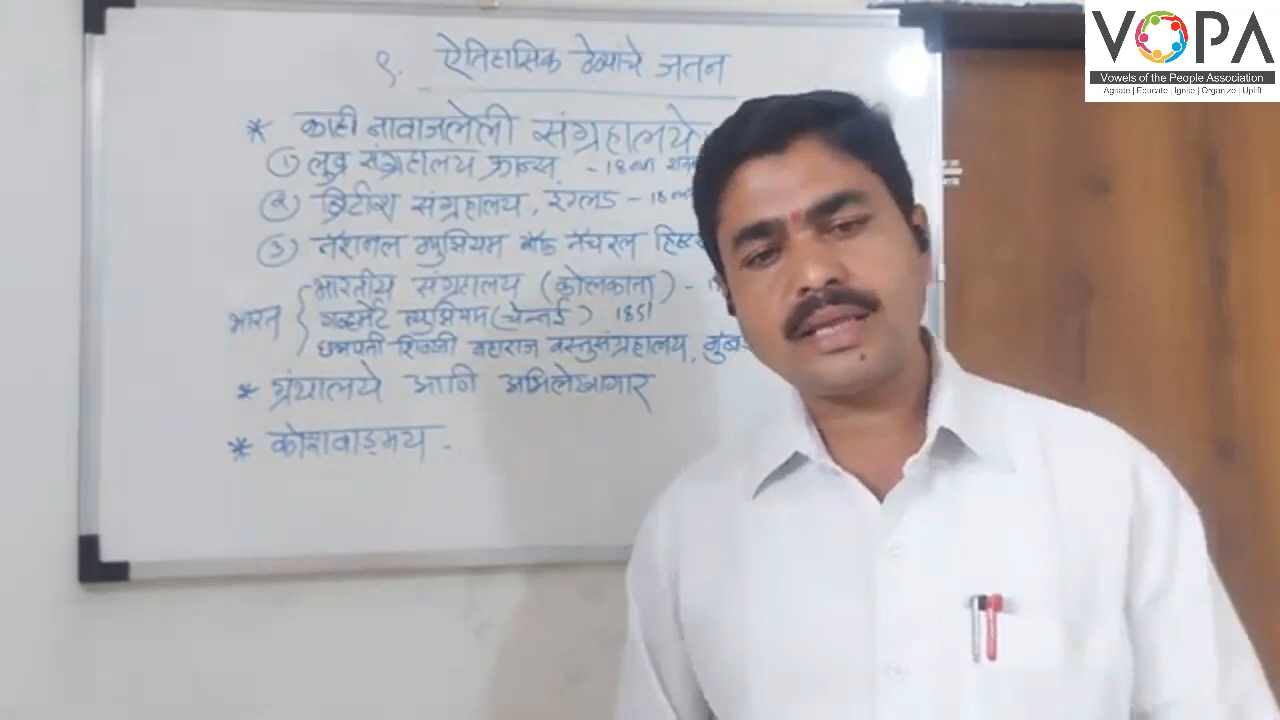 VOPA
Vowels of the People Association
Agitate | Educate | Ignite | Organize | Uplift
९. ऐतिहासिक ठेव्यांचे जतन
* काही नावाजलेली संग्रहालये
① लुव्र संग्रहालय फ्रान्स - 18 व्या
② ब्रिटीश संग्रहालय, इंग्लंड - 18
③ नॅशनल म्युझियम ऑफ नॅचरल
भारत { भारतीय संग्रहालय (कोलकाता) -
गव्हर्मेंट म्युझियम (चेन्नई) 1851
छत्रपती शिवाजी महाराज वस्तुसंग्रहालय,
* ग्रंथालये आणि अभिलेखागार
* कोशवाङ्मय -